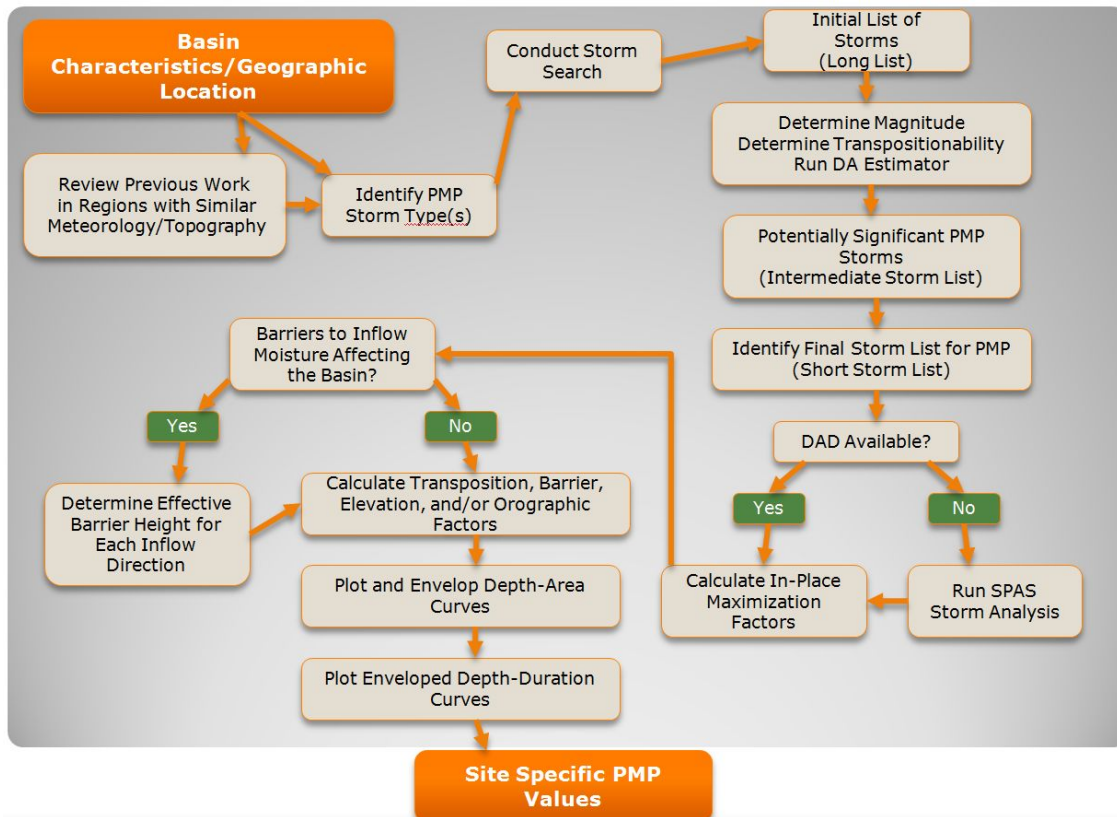 Basin
Characteristics/Geographic
Location
Review Previous Work
in Regions with Similar
Meteorology/Topography
Identify PMP
Storm Type(s)
Conduct Storm
Search
Initial List of
Storms
(Long List)
Determine Magnitude
Determine Transpositionability
Run DA Estimator
Potentially Significant PMP
Storms
(Intermediate Storm List)
Identify Final Storm List for PMP
(Short Storm List)
DAD Available?
Yes
No
Run SPAS
Storm Analysis
Calculate In-Place
Maximization
Factors
Barriers to Inflow
Moisture Affecting
the Basin?
Yes
No
Determine Effective
Barrier Height for
Each Inflow
Direction
Calculate Transposition, Barrier,
Elevation, and/or Orographic
Factors
Plot and Envelop Depth-Area
Curves
Plot Enveloped Depth-Duration
Curves
Site Specific PMP
Values